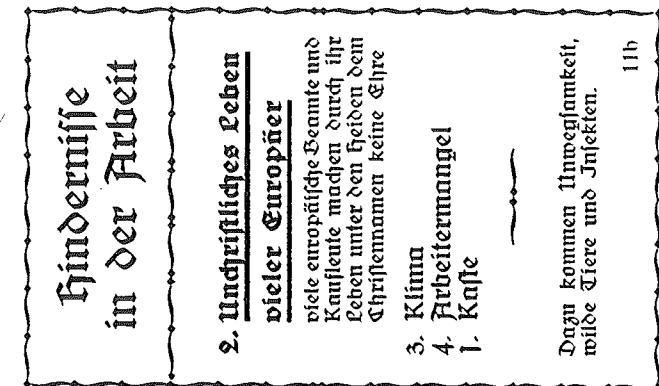 Hindernisse
in der Arbeit
2. Unchristliches Leben
vieler Europäer
viele europäische Beamte und
Kaufleute machen durch ihr
Leben unter den Heiden dem
Christennamen keine Ehre
3. Klima
4. Arbeitermangel
1. Kaste
Dazu kommen Unwegsamkeit,
wilde Tiere und Insekten.
11b